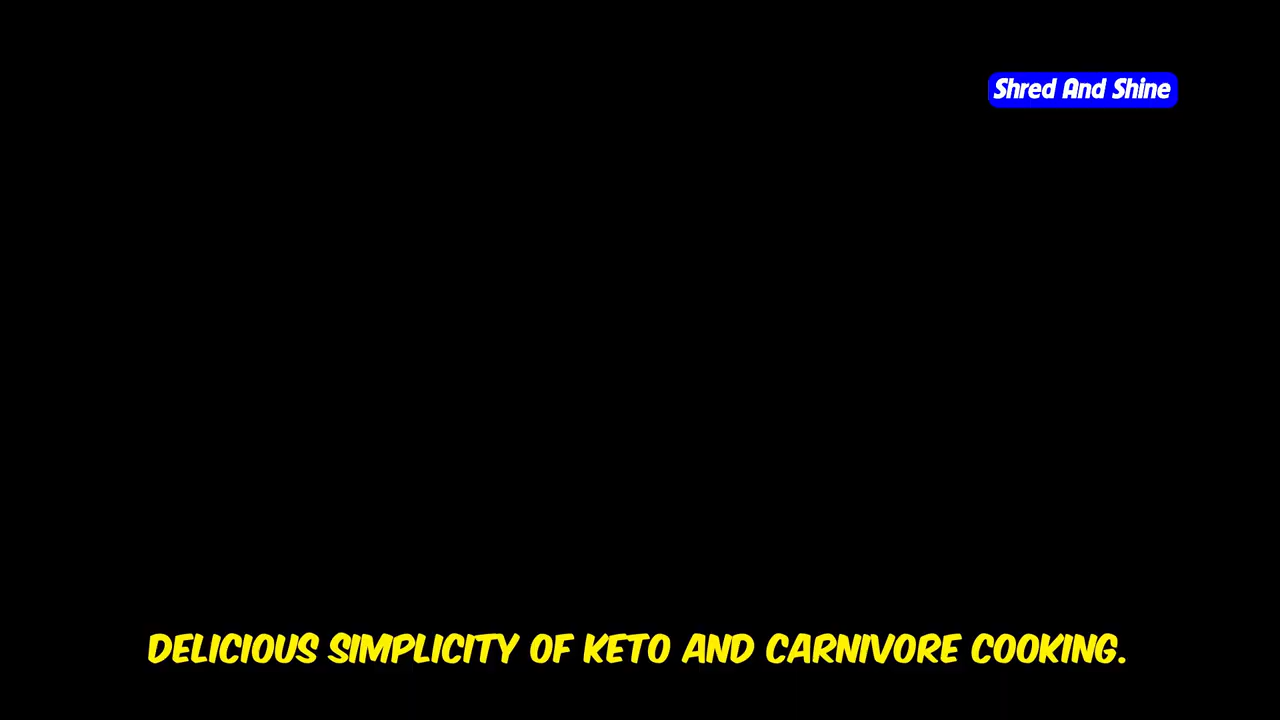 Shred And Shine
DELICIOUS SIMPLICITY OF KETO AND CARNIVORE COOKING.